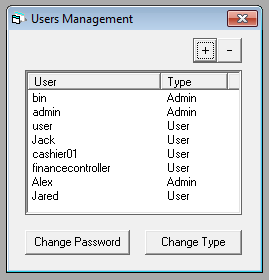 Users Management
+ -
User Type
bin Admin
admin Admin
user User
Jack User
cashier01 User
financecontroller User
Alex Admin
Jared User
Change Password Change Type